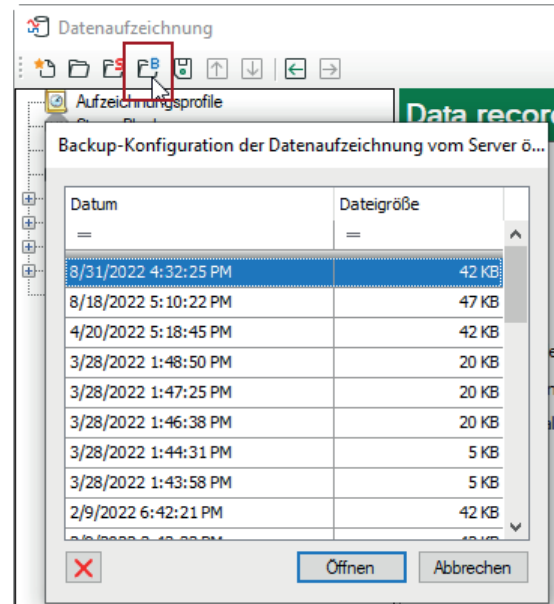 Datenaufzeichnung
S B
Aufzeichnungsprofile
Data recor
Backup-Konfiguration der Datenaufzeichnung vom Server ö...
Datum Dateigröße
= =
8/31/2022 4:32:25 PM 42 KB
8/18/2022 5:10:22 PM 47 KB
4/20/2022 5:18:45 PM 42 KB
3/28/2022 1:48:50 PM 20 KB
3/28/2022 1:47:25 PM 20 KB
3/28/2022 1:46:38 PM 20 KB
3/28/2022 1:44:31 PM 5 KB
3/28/2022 1:43:58 PM 5 KB
2/9/2022 6:42:21 PM 42 KB
Öffnen Abbrechen